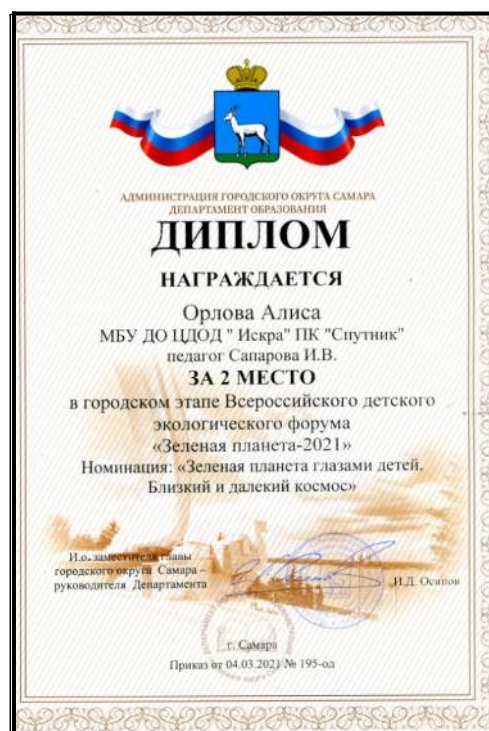 АДМИНИСТРАЦИЯ ГОРОДСКОГО ОКРУГА САМАРА
ДЕПАРТАМЕНТ ОБРАЗОВАНИЯ
ДИПЛОМ
НАГРАЖДАЕТСЯ
Орлова Алиса
МБУ ДО ЦДОД " Искра" ПК "Спутник"
педагог Сапарова И.В.
ЗА 2 МЕСТО
в городском этапе Всероссийского детского
экологического форума
«Зеленая планета-2021»
Номинация: «Зеленая планета глазами детей.
Близкий и далекий космос»
И.о. заместителя главы
городского округа Самара –
руководителя Департамента
И.Д. Осипов
г. Самара
Приказ от 04.03.2021 № 195-од